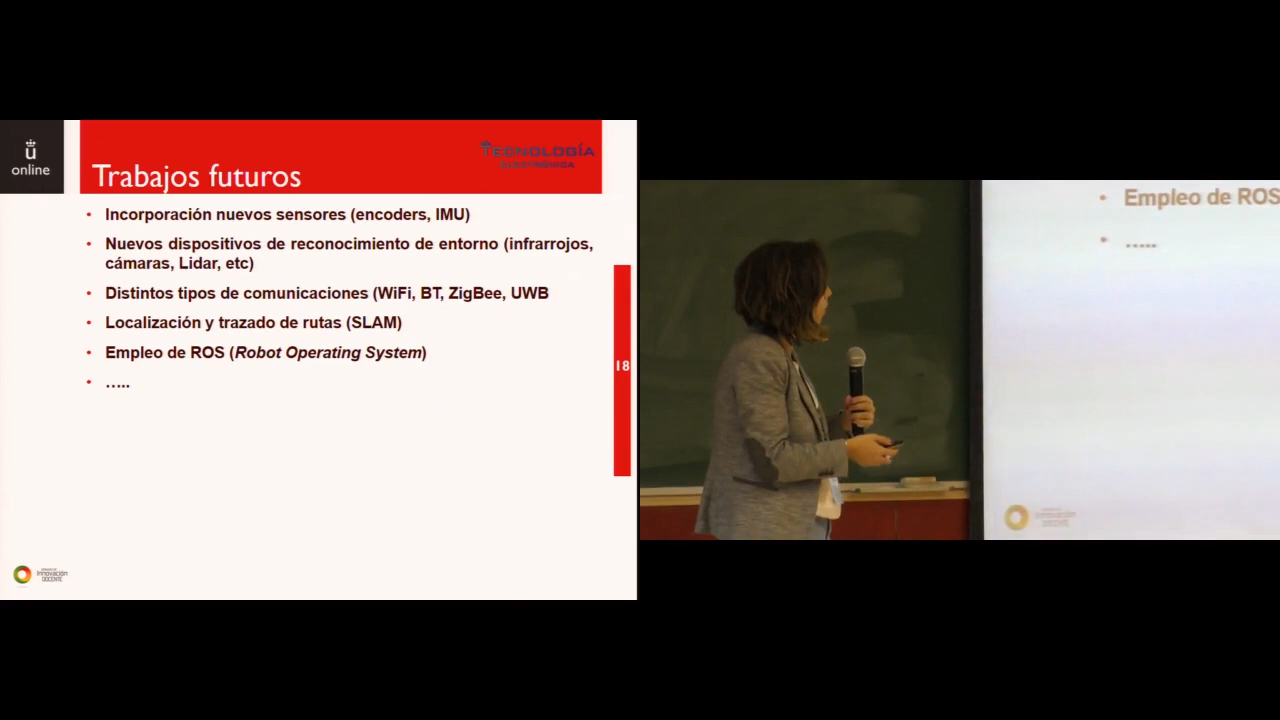 ü
online
TECNOLOGÍA
ELECTRÓNICA
Trabajos futuros
• Incorporación nuevos sensores (encoders, IMU)
• Nuevos dispositivos de reconocimiento de entorno (infrarrojos,
cámaras, Lidar, etc)
• Distintos tipos de comunicaciones (WiFi, BT, ZigBee, UWB
• Localización y trazado de rutas (SLAM)
• Empleo de ROS (Robot Operating System)
• …..
18
Innovación
DOCENTE
• Empleo de ROS
• …..